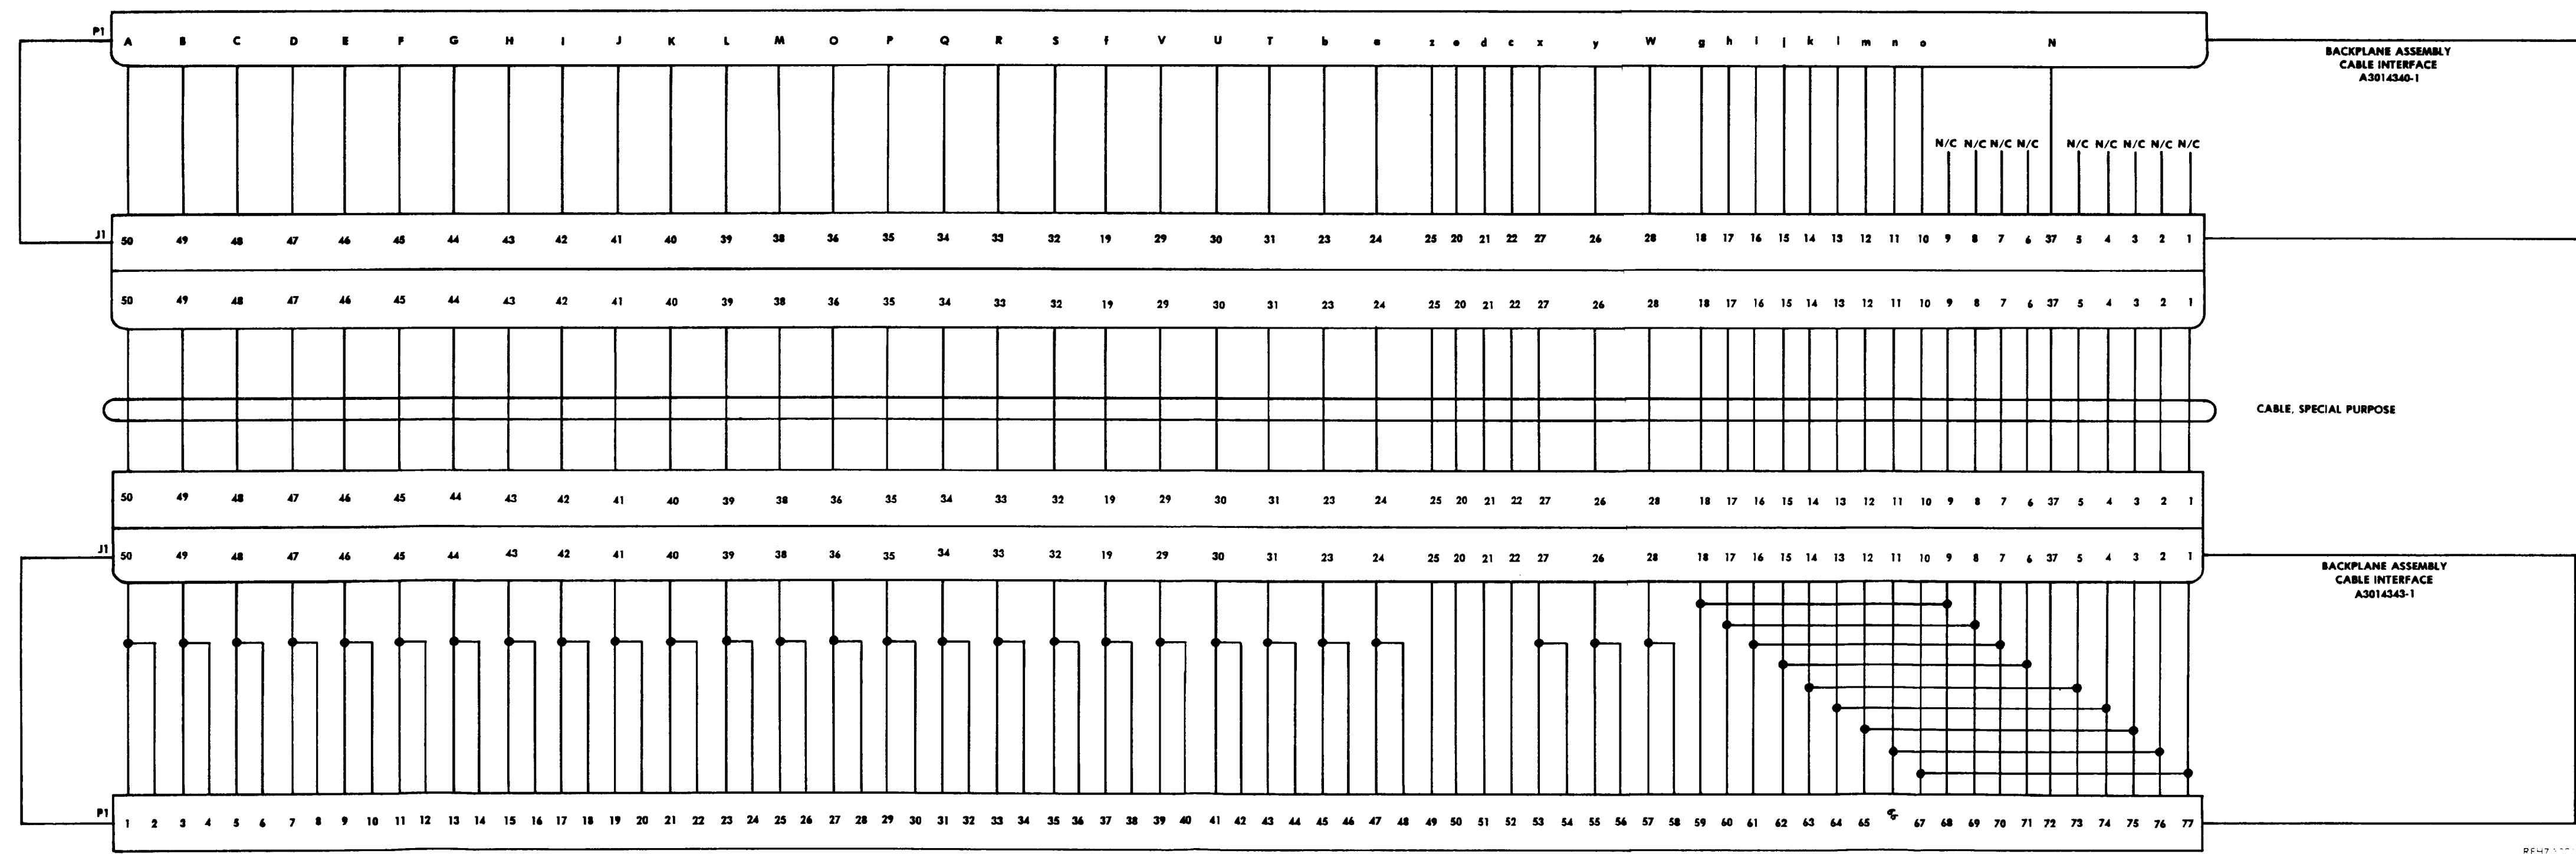 P1 A B C D E F G H I J K L M O P Q R S f V U T b a z e d c x y W g h i j k l m n o N
BACKPLANE ASSEMBLY
CABLE INTERFACE
A3014340-1
N/C N/C N/C N/C N/C N/C N/C N/C N/C
J1 50 49 48 47 46 45 44 43 42 41 40 39 38 36 35 34 33 32 19 29 30 31 23 24 25 20 21 22 27 26 28 18 17 16 15 14 13 12 11 10 9 8 7 6 37 5 4 3 2 1
50 49 48 47 46 45 44 43 42 41 40 39 38 36 35 34 33 32 19 29 30 31 23 24 25 20 21 22 27 26 28 18 17 16 15 14 13 12 11 10 9 8 7 6 37 5 4 3 2 1
CABLE, SPECIAL PURPOSE
50 49 48 47 46 45 44 43 42 41 40 39 38 36 35 34 33 32 19 29 30 31 23 24 25 20 21 22 27 26 28 18 17 16 15 14 13 12 11 10 9 8 7 6 37 5 4 3 2 1
J1 50 49 48 47 46 45 44 43 42 41 40 39 38 36 35 34 33 32 19 29 30 31 23 24 25 20 21 22 27 26 28 18 17 16 15 14 13 12 11 10 9 8 7 6 37 5 4 3 2 1
BACKPLANE ASSEMBLY
CABLE INTERFACE
A3014343-1
P1 1 2 3 4 5 6 7 8 9 10 11 12 13 14 15 16 17 18 19 20 21 22 23 24 25 26 27 28 29 30 31 32 33 34 35 36 37 38 39 40 41 42 43 44 45 46 47 48 49 50 51 52 53 54 55 56 57 58 59 60 61 62 63 64 65 67 68 69 70 71 72 73 74 75 76 77